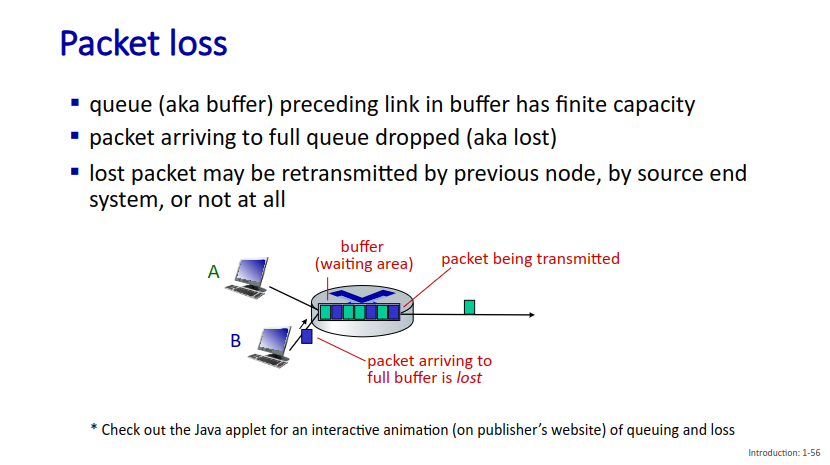 Packet loss
▪ queue (aka buffer) preceding link in buffer has finite capacity
▪ packet arriving to full queue dropped (aka lost)
▪ lost packet may be retransmitted by previous node, by source end
system, or not at all
buffer
(waiting area)
packet being transmitted
A
B
packet arriving to
full buffer is lost
* Check out the Java applet for an interactive animation (on publisher’s website) of queuing and loss
Introduction: 1-56